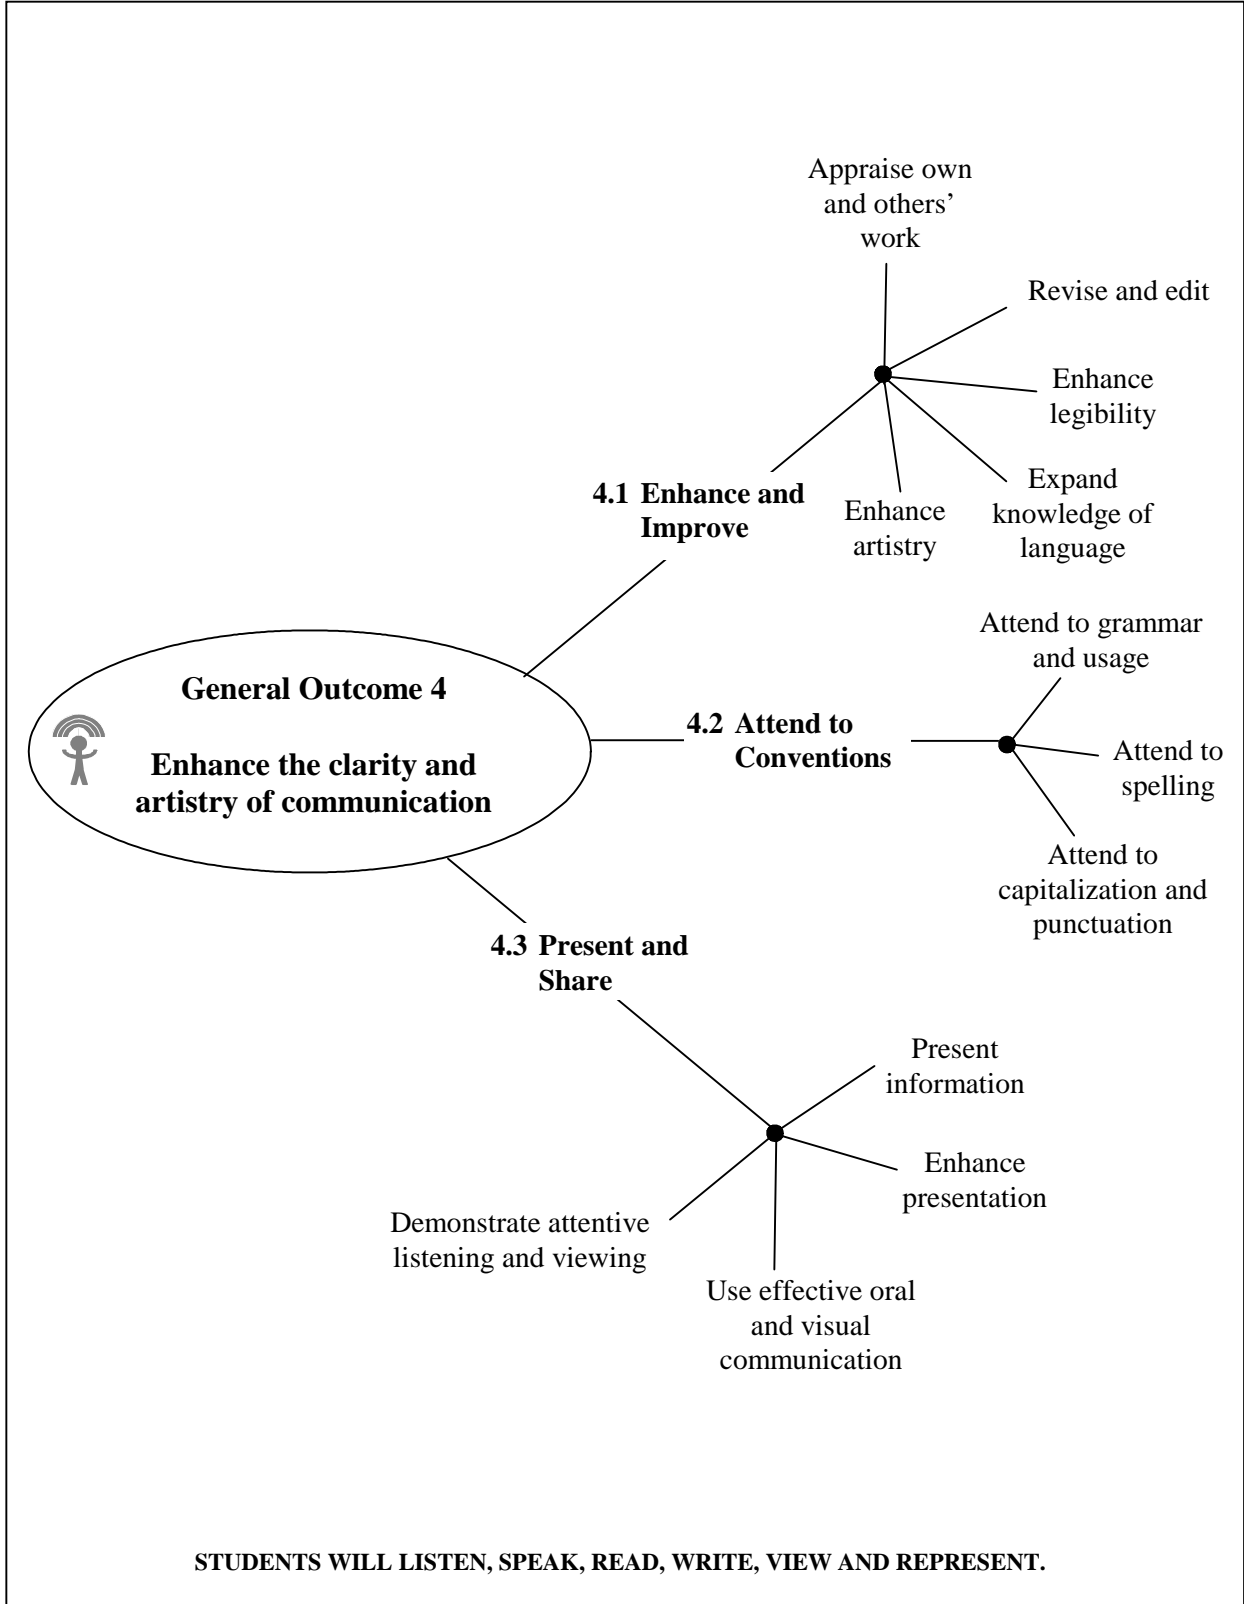 Appraise own
and others’
work
Revise and edit
Enhance
legibility
Expand
knowledge of
language
Enhance
artistry
4.1 Enhance and
Improve
Attend to grammar
and usage
Attend to
spelling
Attend to
capitalization and
punctuation
4.2 Attend to
Conventions
General Outcome 4
Enhance the clarity and
artistry of communication
4.3 Present and
Share
Present
information
Enhance
presentation
Use effective oral
and visual
communication
Demonstrate attentive
listening and viewing
STUDENTS WILL LISTEN, SPEAK, READ, WRITE, VIEW AND REPRESENT.